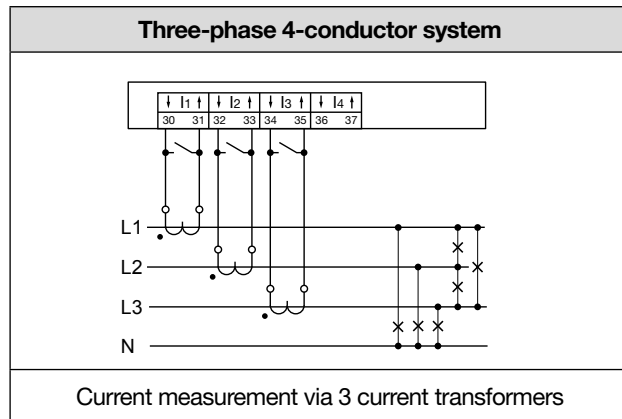 Three-phase 4-conductor system
↓ I1 ↑ ↓ I2 ↑ ↓ I3 ↑ ↓ I4 ↑
30 31 32 33 34 35 36 37
L1
L2
L3
N
Current measurement via 3 current transformers